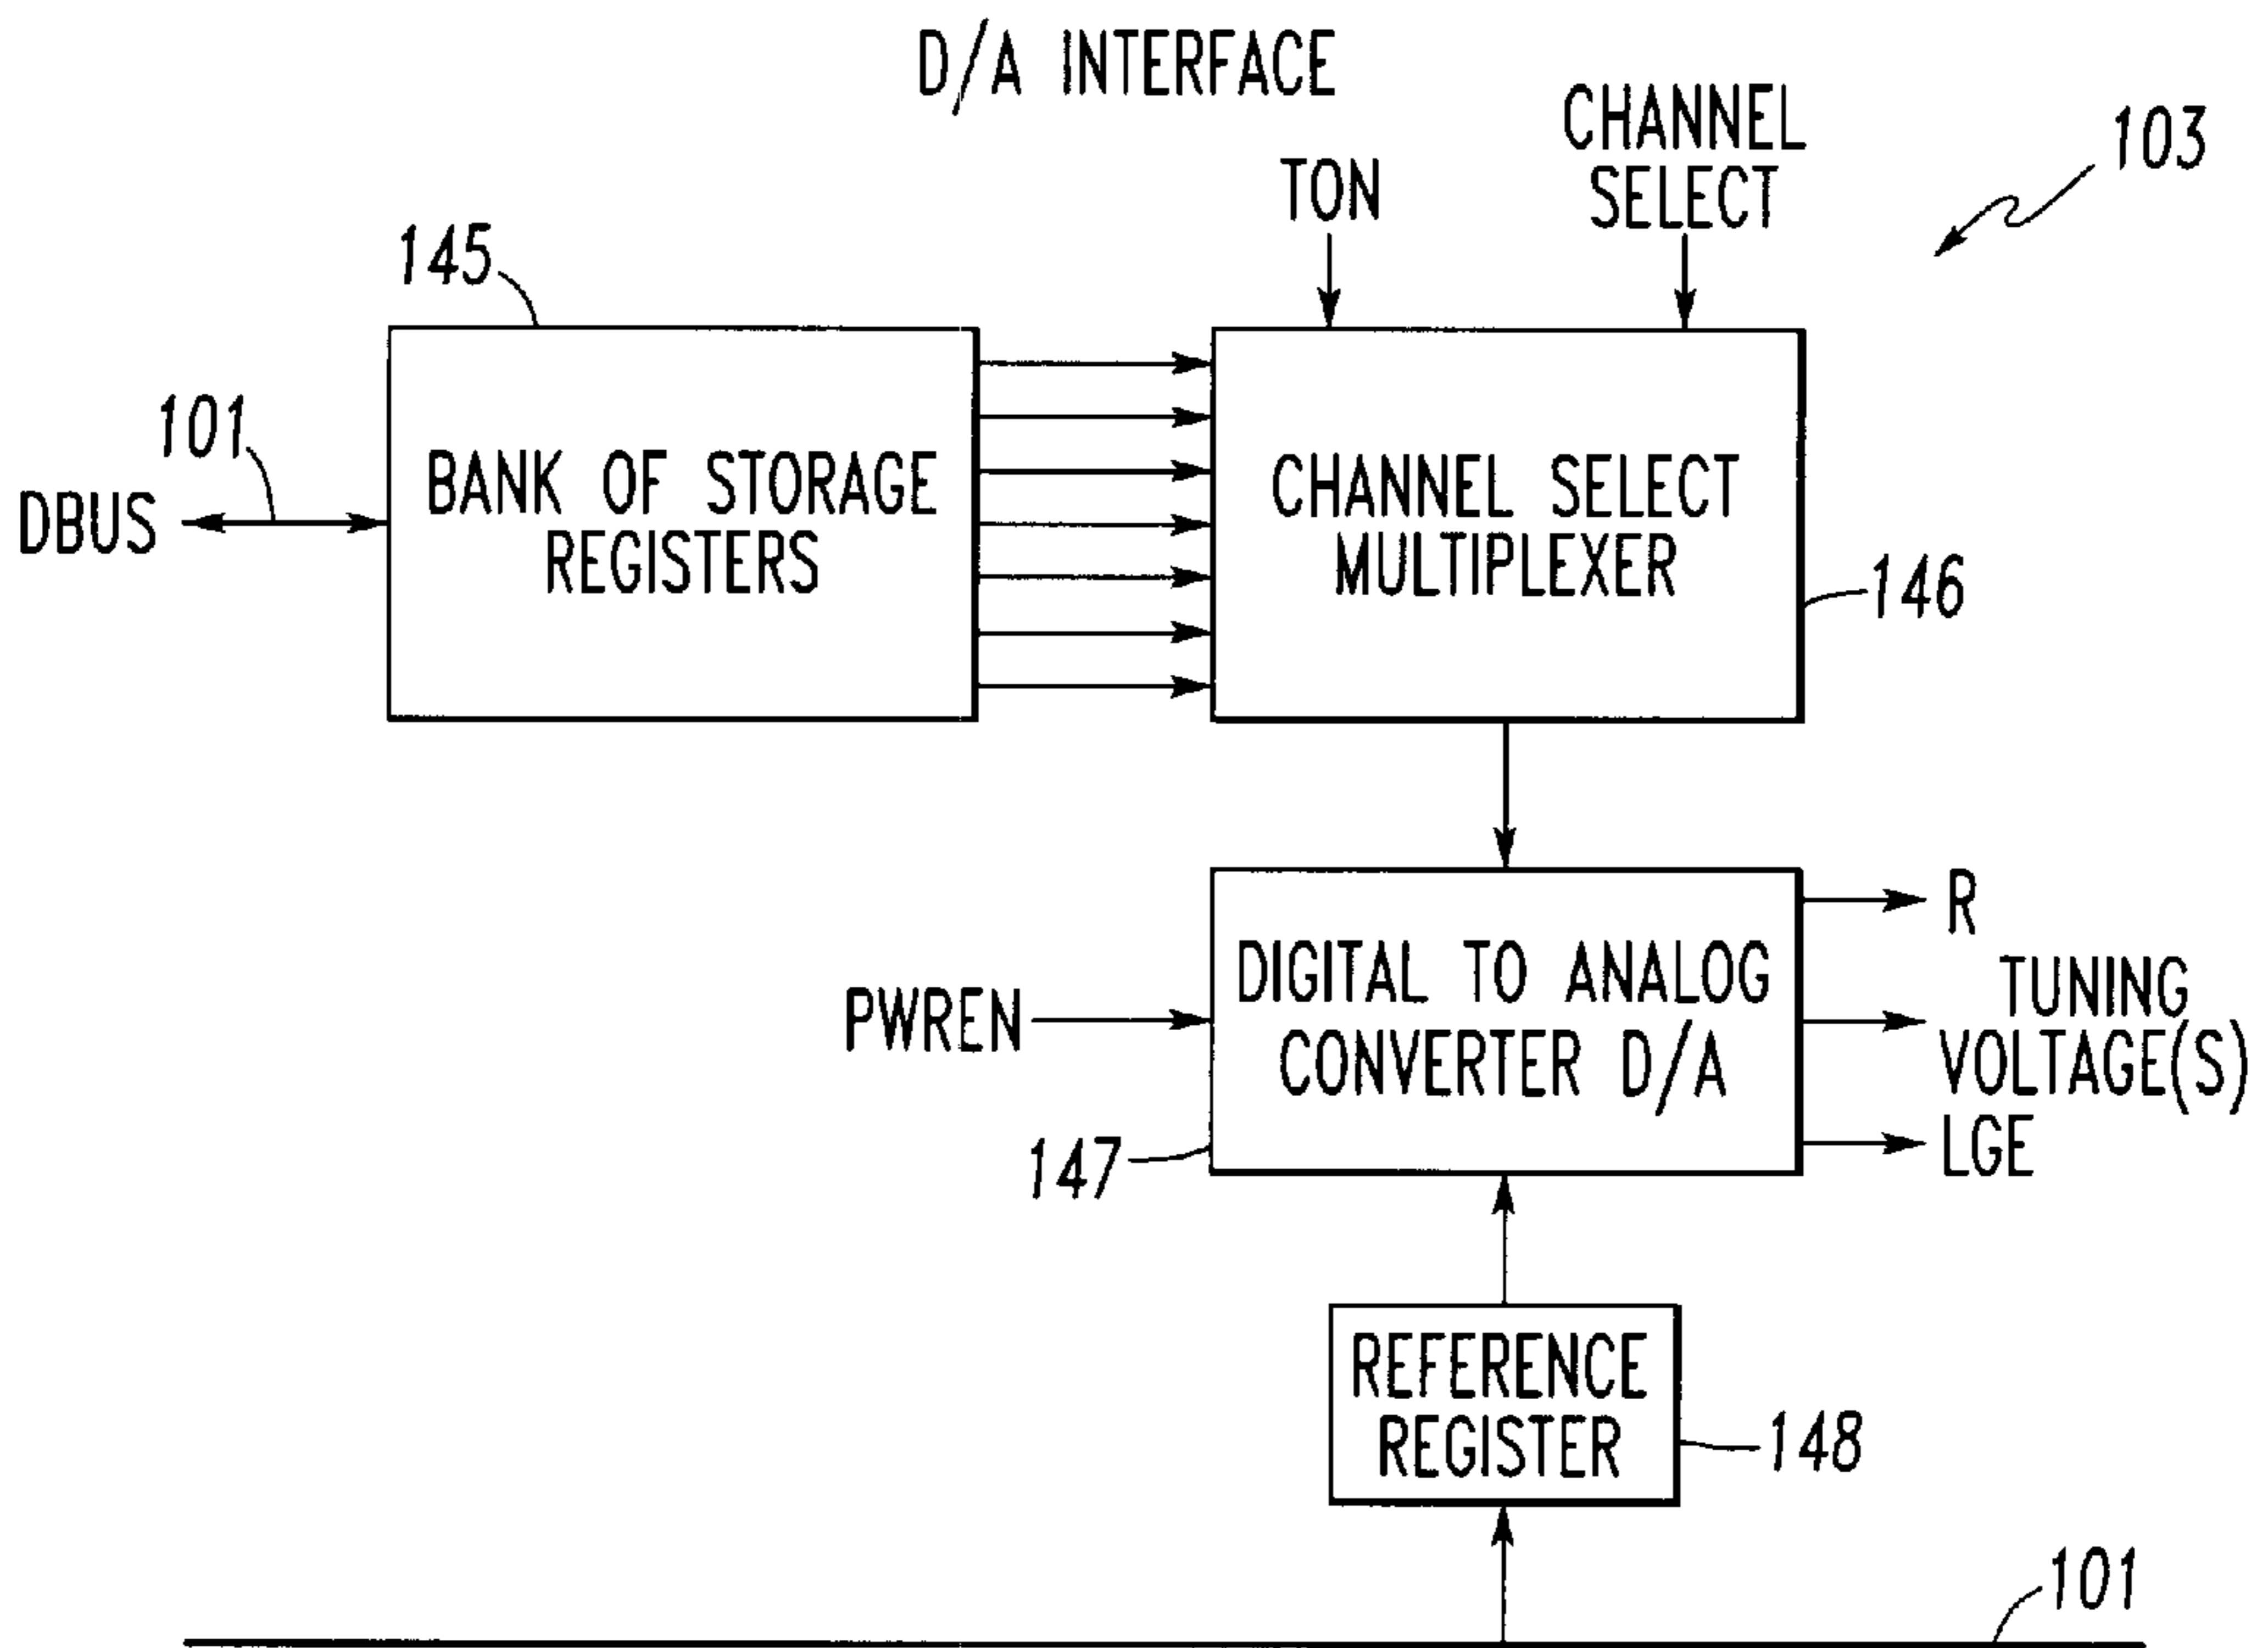 D/A INTERFACE
CHANNEL
SELECT
TON
103
145
101
DBUS
BANK OF STORAGE
REGISTERS
CHANNEL SELECT
MULTIPLEXER
146
R
PWREN
DIGITAL TO ANALOG
CONVERTER D/A
TUNING
VOLTAGE(S)
LGE
147
REFERENCE
REGISTER
148
101